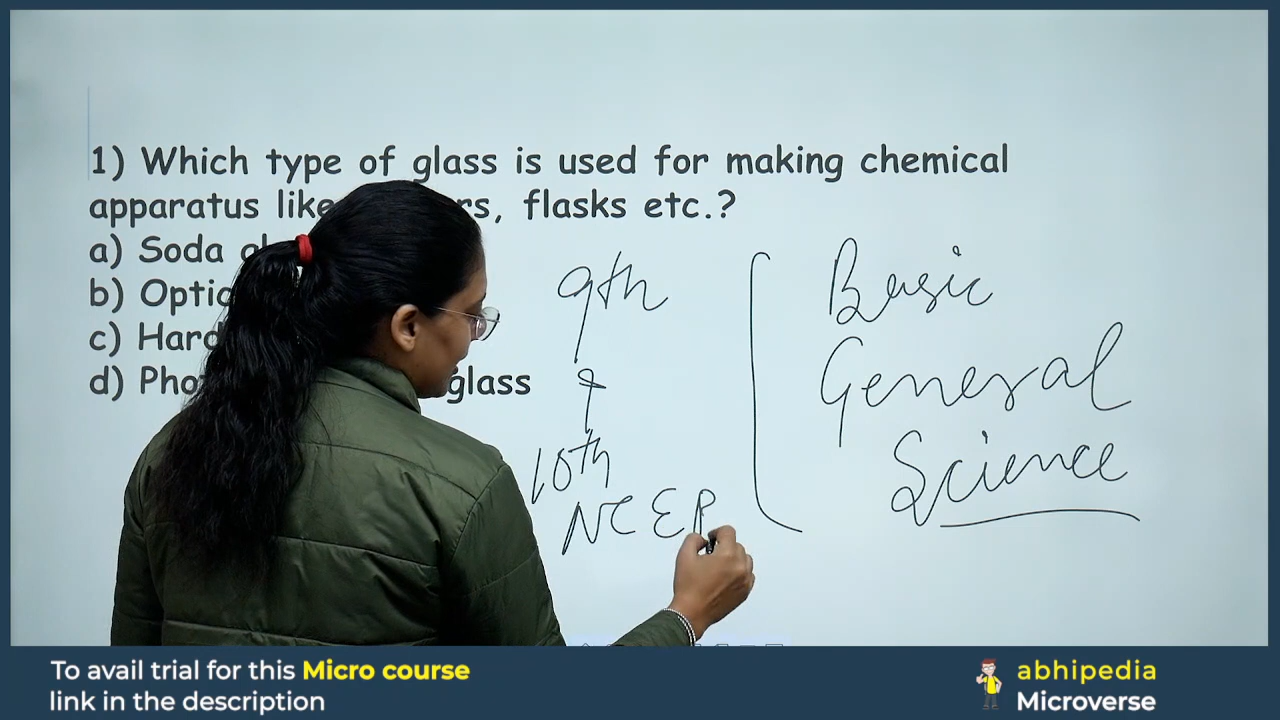 1) Which type of glass is used for making chemical
apparatus like rs, flasks etc.?
a) Soda
b) Optic
c) Hard
d) Pho glass
9th
&
10th
NCER
Basic
General
Science
To avail trial for this Micro course
link in the description
abhipedia
Microverse